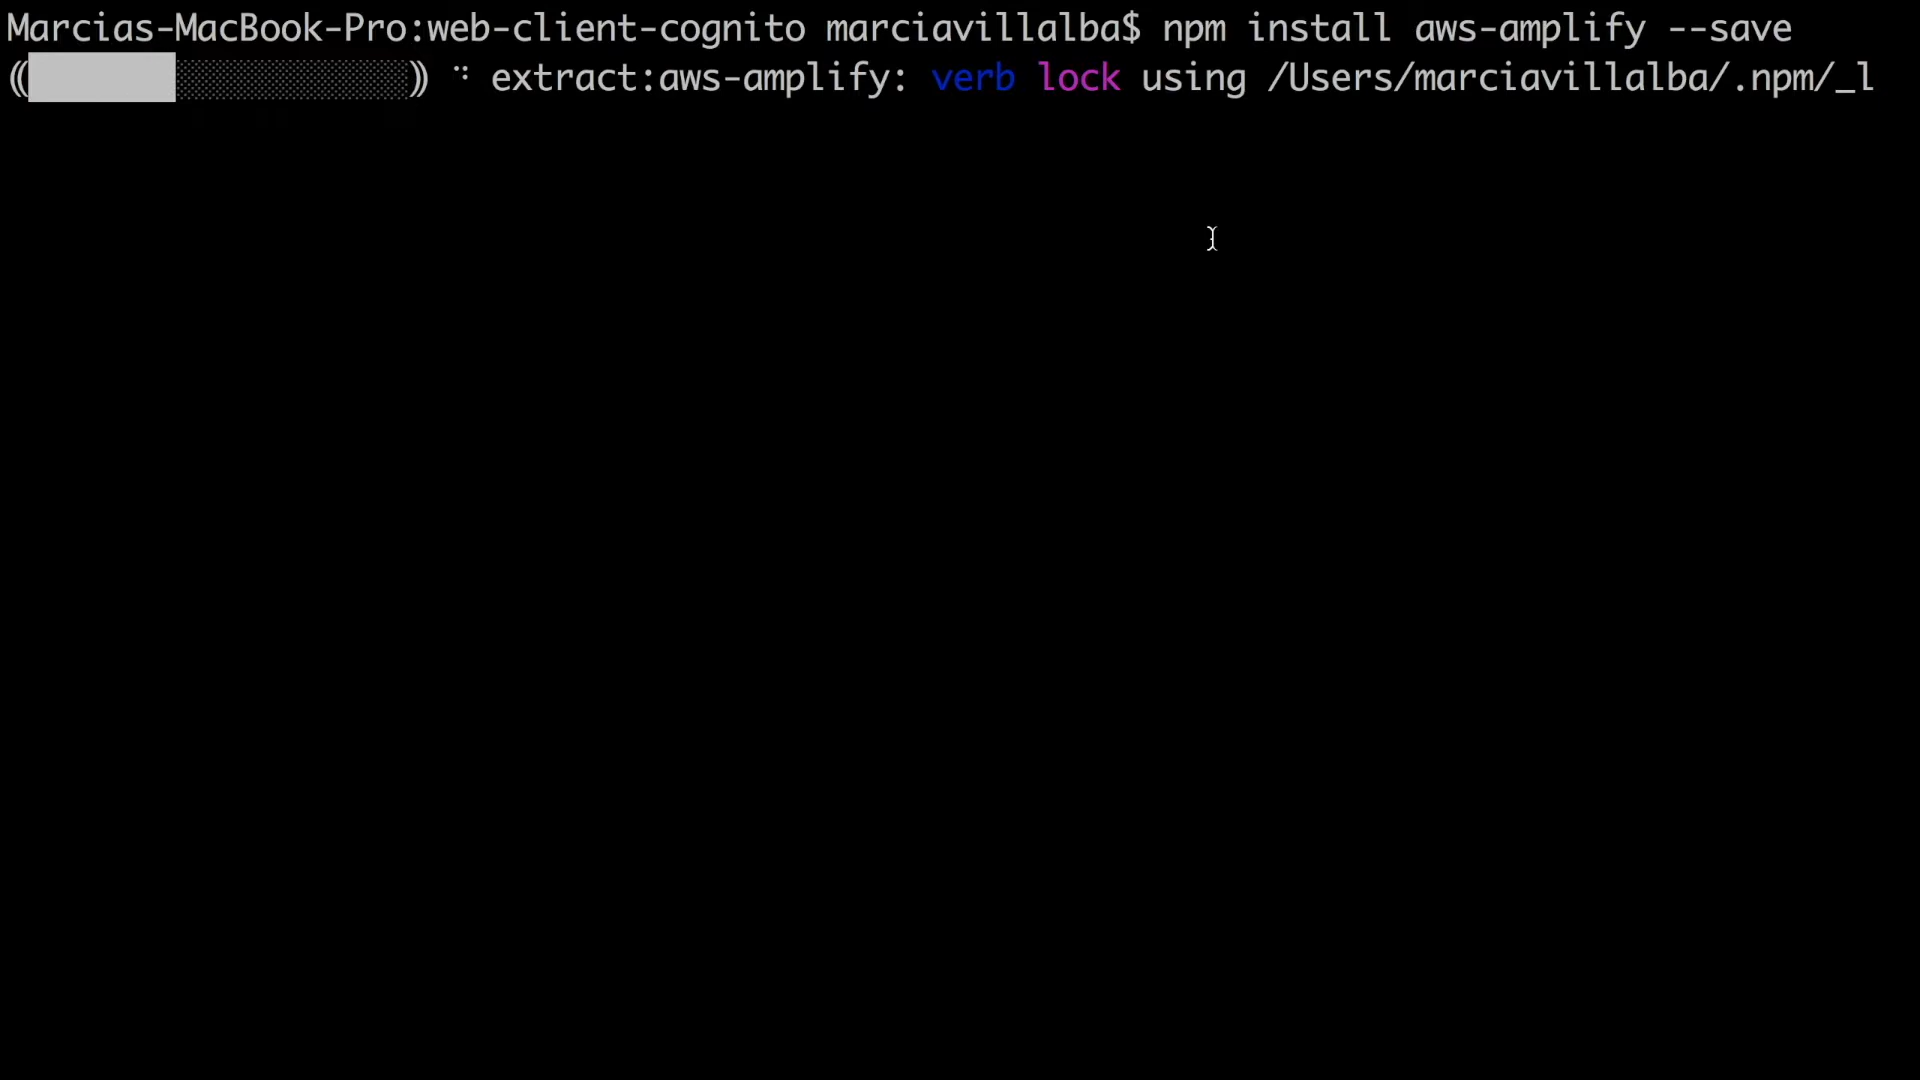 Marcias-MacBook-Pro:web-client-cognito marciavillalba$ npm install aws-amplify --save
extract:aws-amplify: verb lock using /Users/marciavillalba/.npm/_l